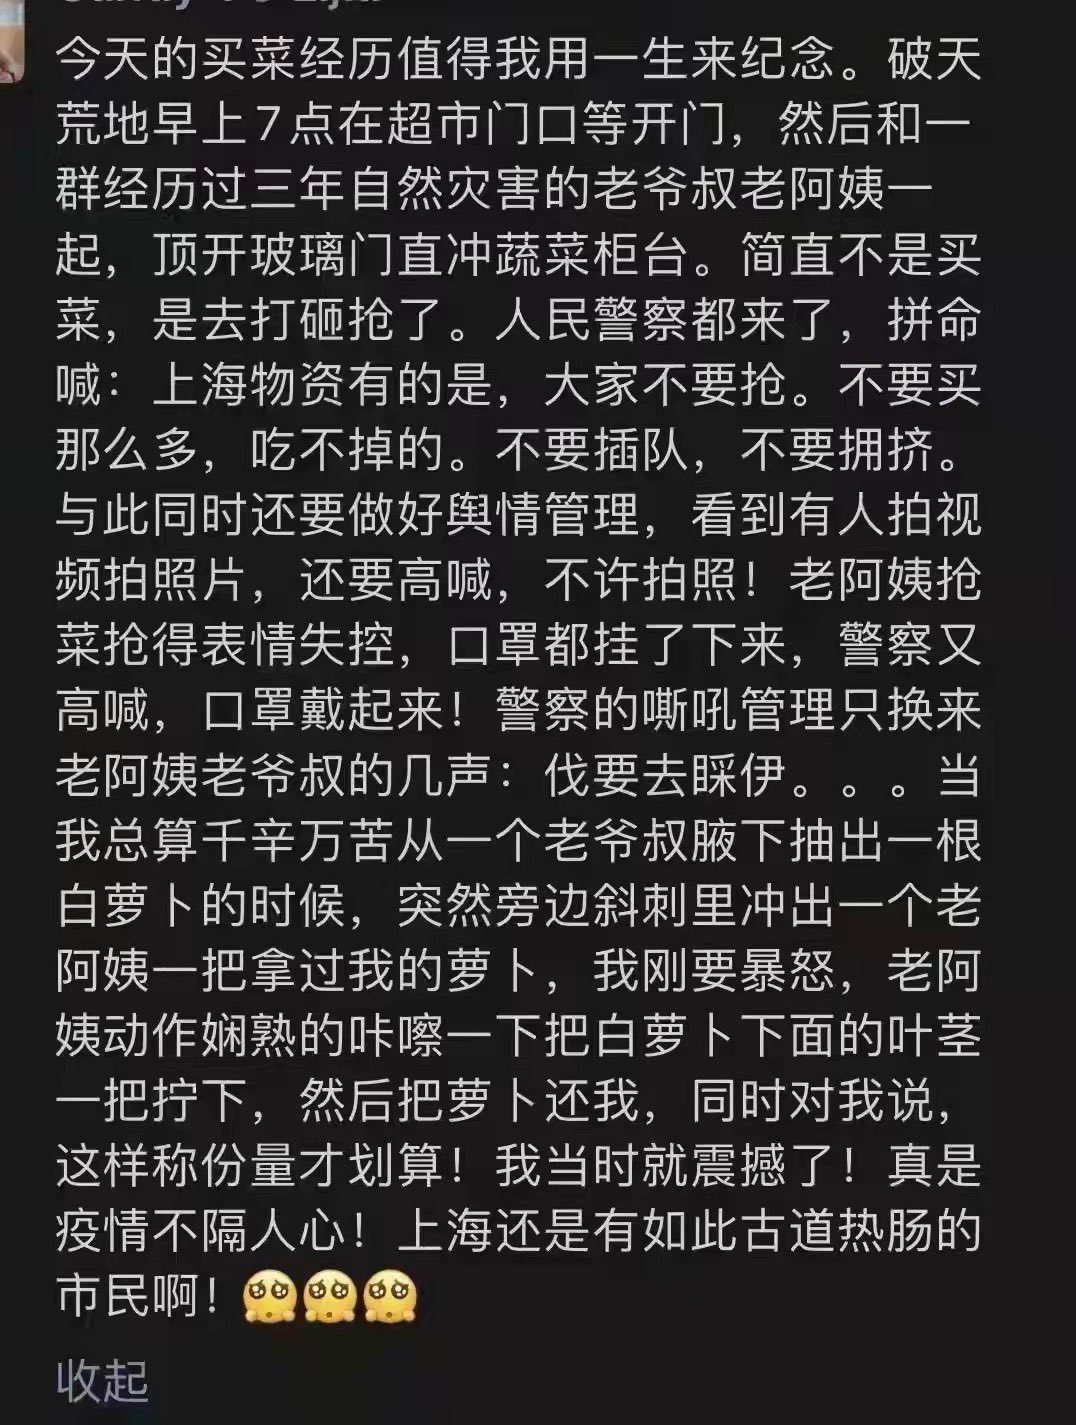 今天的买菜经历值得我用一生来纪念。破天
荒地早上7点在超市门口等开门，然后和一
群经历过三年自然灾害的老爷叔老阿姨一
起，顶开玻璃门直冲蔬菜柜台。简直不是买
菜，是去打砸抢了。人民警察都来了，拼命
喊：上海物资有的是，大家不要抢。不要买
那么多，吃不掉的。不要插队，不要拥挤。
与此同时还要做好舆情管理，看到有人拍视
频拍照片，还要高喊，不许拍照！老阿姨抢
菜抢得表情失控，口罩都挂了下来，警察又
高喊，口罩戴起来！警察的嘶吼管理只换来
老阿姨老爷叔的几声：伐要去睬伊。。。当
我总算千辛万苦从一个老爷叔腋下抽出一根
白萝卜的时候，突然旁边斜刺里冲出一个老
阿姨一把拿过我的萝卜，我刚要暴怒，老阿
姨动作娴熟的咔嚓一下把白萝卜下面的叶茎
一把拧下，然后把萝卜还我，同时对我说，
这样称份量才划算！我当时就震撼了！真是
疫情不隔人心！上海还是有如此古道热肠的
市民啊！🥺🥺🥺
收起